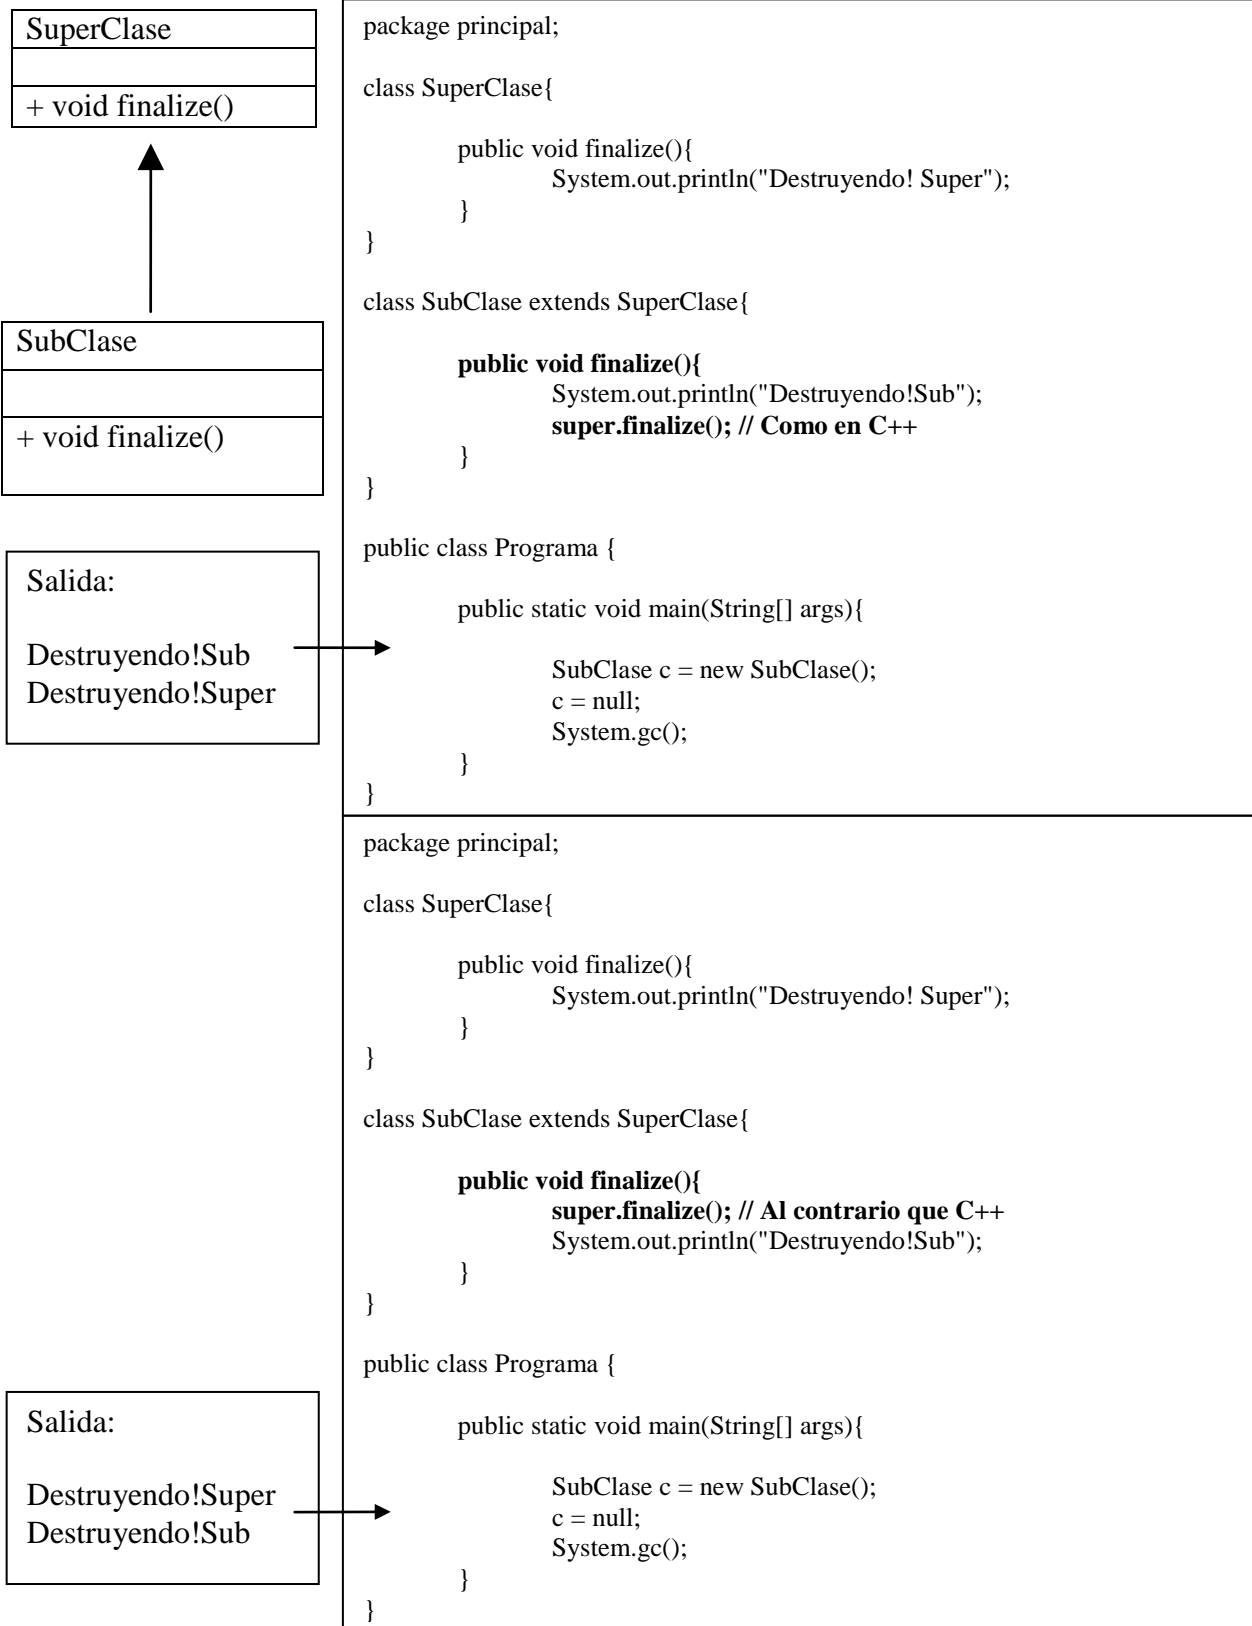 SuperClase
+ void finalize()
SubClase
+ void finalize()
Salida:
Destruyendo!Sub
Destruyendo!Super
package principal;
class SuperClase{
public void finalize(){
System.out.println("Destruyendo! Super");
}
}
class SubClase extends SuperClase{
public void finalize(){
System.out.println("Destruyendo!Sub");
super.finalize(); // Como en C++
}
}
public class Programa {
public static void main(String[] args){
SubClase c = new SubClase();
c = null;
System.gc();
}
}
Salida:
Destruyendo!Super
Destruyendo!Sub
package principal;
class SuperClase{
public void finalize(){
System.out.println("Destruyendo! Super");
}
}
class SubClase extends SuperClase{
public void finalize(){
super.finalize(); // Al contrario que C++
System.out.println("Destruyendo!Sub");
}
}
public class Programa {
public static void main(String[] args){
SubClase c = new SubClase();
c = null;
System.gc();
}
}